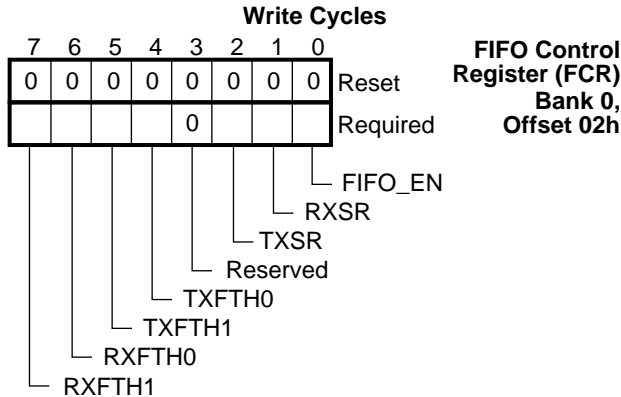 Write Cycles
7 6 5 4 3 2 1 0
FIFO Control
Register (FCR)
Bank 0,
Offset 02h
0 0 0 0 0 0 0 0 Reset
0 Required
FIFO_EN
RXSR
TXSR
Reserved
TXFTH0
TXFTH1
RXFTH0
RXFTH1